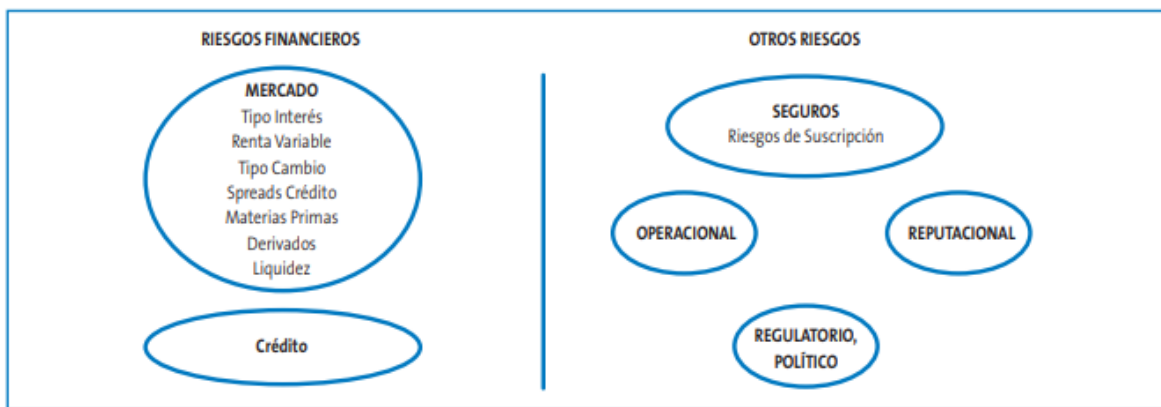 RIESGOS FINANCIEROS
MERCADO
Tipo Interés
Renta Variable
Tipo Cambio
Spreads Crédito
Materias Primas
Derivados
Liquidez
Crédito
OTROS RIESGOS
SEGUROS
Riesgos de Suscripción
OPERACIONAL
REPUTACIONAL
REGULATORIO,
POLÍTICO